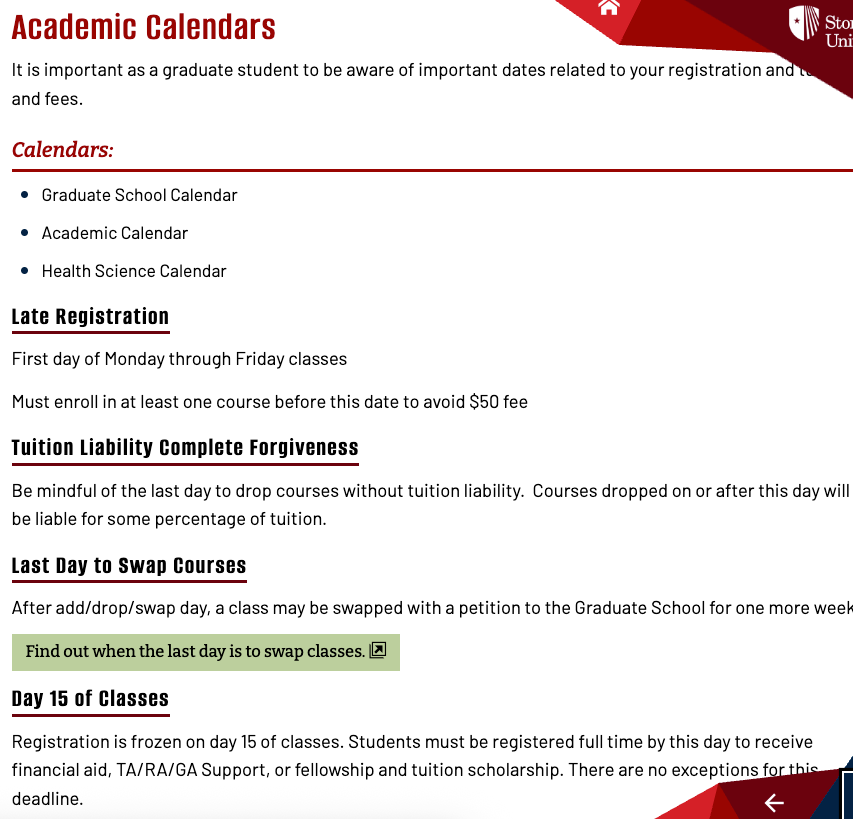 Academic Calendars
It is important as a graduate student to be aware of important dates related to your registration and
and fees.
Calendars:
Graduate School Calendar
Academic Calendar
Health Science Calendar
Late Registration
First day of Monday through Friday classes
Must enroll in at least one course before this date to avoid $50 fee
Tuition Liability Complete Forgiveness
Be mindful of the last day to drop courses without tuition liability.  Courses dropped on or after this day will
be liable for some percentage of tuition.
Last Day to Swap Courses
After add/drop/swap day, a class may be swapped with a petition to the Graduate School for one more week
Find out when the last day is to swap classes.
Day 15 of Classes
Registration is frozen on day 15 of classes. Students must be registered full time by this day to receive
financial aid, TA/RA/GA Support, or fellowship and tuition scholarship. There are no exceptions for this
deadline.